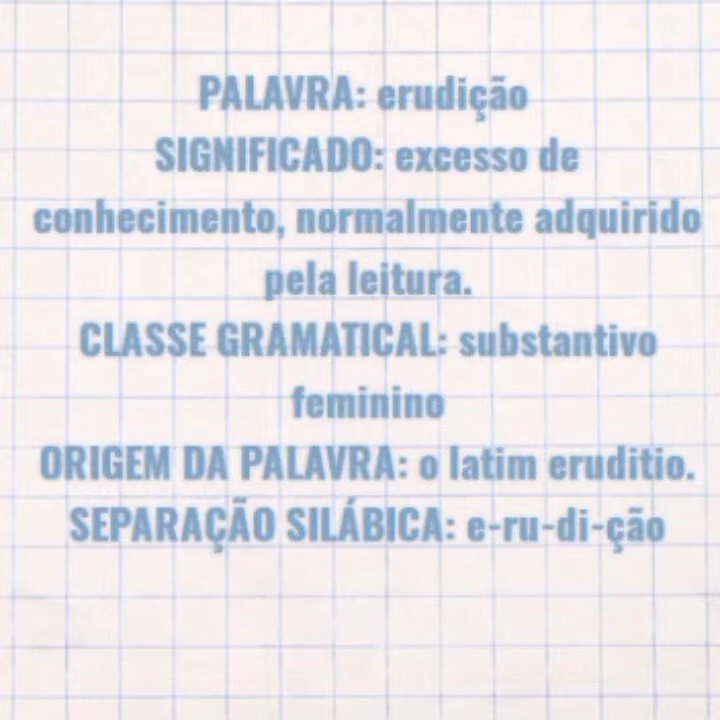 PALAVRA: erudição
SIGNIFICADO: excesso de
conhecimento, normalmente adquirido
pela leitura.
CLASSE GRAMATICAL: substantivo
feminino
ORIGEM DA PALAVRA: o latim eruditio.
SEPARAÇÃO SILÁBICA: e-ru-di-ção